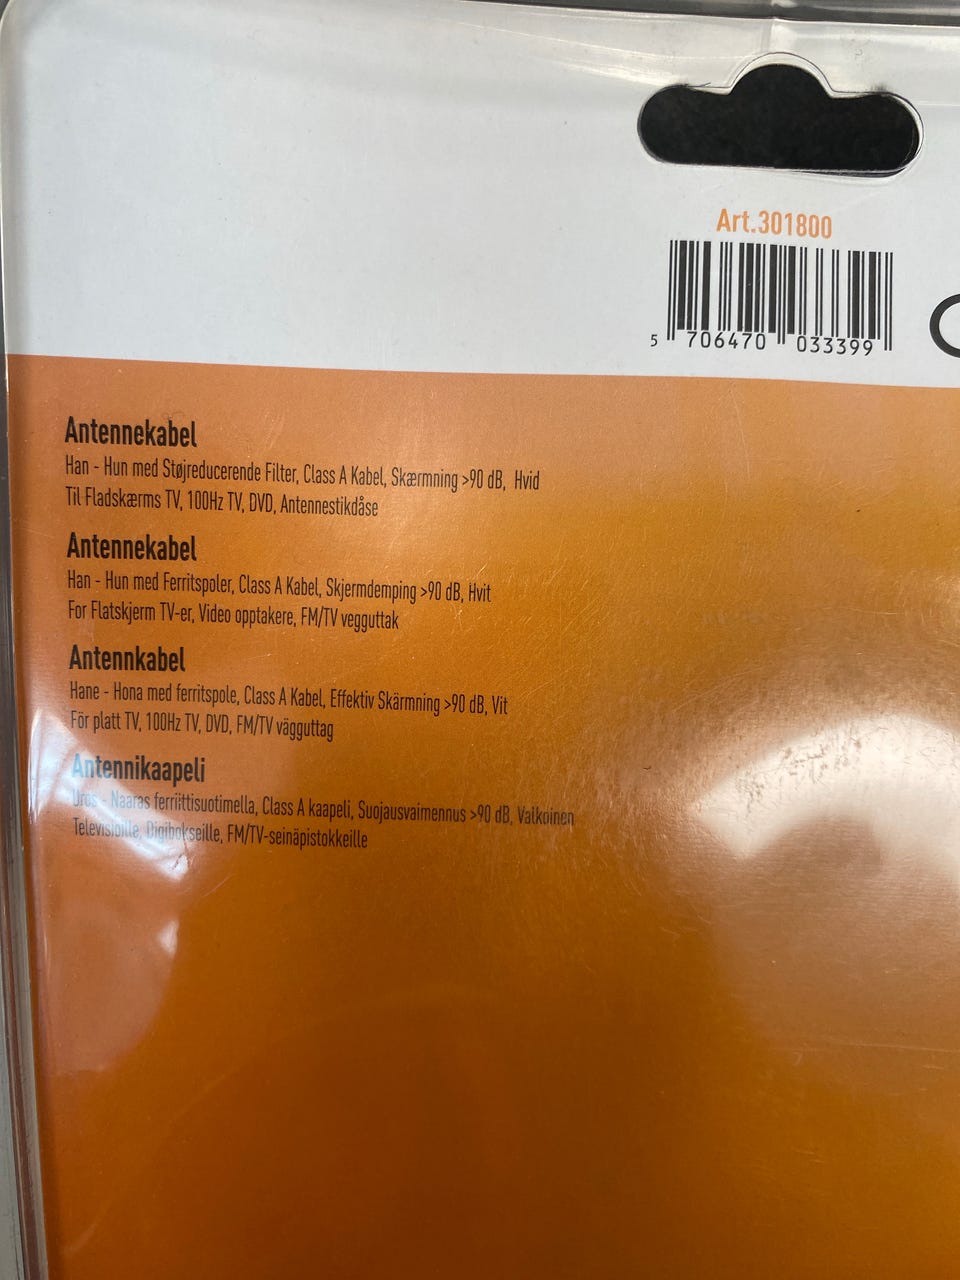 Art.301800
5 706470 033399
Antennekabel
Han - Hun med Støjreducerende Filter, Class A Kabel, Skærmning >90 dB, Hvid
Til Fladskærms TV, 100Hz TV, DVD, Antennestikdåse
Antennekabel
Han - Hun med Ferritspoler, Class A Kabel, Skjermdemping >90 dB, Hvit
For Flatskjerm TV-er, Video opptakere, FM/TV vegguttak
Antennkabel
Hane - Hona med ferritspole, Class A Kabel, Effektiv Skärmning >90 dB, Vit
För platt TV, 100Hz TV, DVD, FM/TV vägguttag
Antennikaapeli
Uros - Naaras ferriittisuotimella, Class A kaapeli, Suojausvaimennus >90 dB, Valkoinen
Televisioille, Digibokseille, FM/TV-seinäpistokkeille